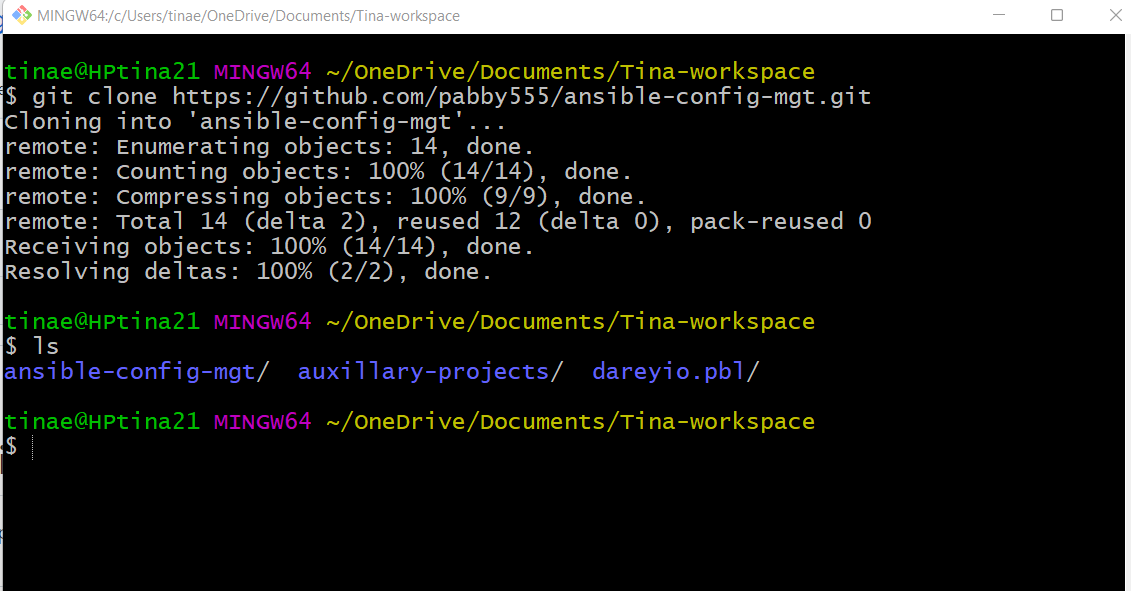 MINGW64:/c/Users/tinae/OneDrive/Documents/Tina-workspace
tinae@HPtina21 MINGW64 ~/OneDrive/Documents/Tina-workspace
$ git clone https://github.com/pabby555/ansible-config-mgt.git
Cloning into 'ansible-config-mgt'...
remote: Enumerating objects: 14, done.
remote: Counting objects: 100% (14/14), done.
remote: Compressing objects: 100% (9/9), done.
remote: Total 14 (delta 2), reused 12 (delta 0), pack-reused 0
Receiving objects: 100% (14/14), done.
Resolving deltas: 100% (2/2), done.
tinae@HPtina21 MINGW64 ~/OneDrive/Documents/Tina-workspace
$ ls
ansible-config-mgt/  auxillary-projects/  dareyio.pbl/
tinae@HPtina21 MINGW64 ~/OneDrive/Documents/Tina-workspace
$